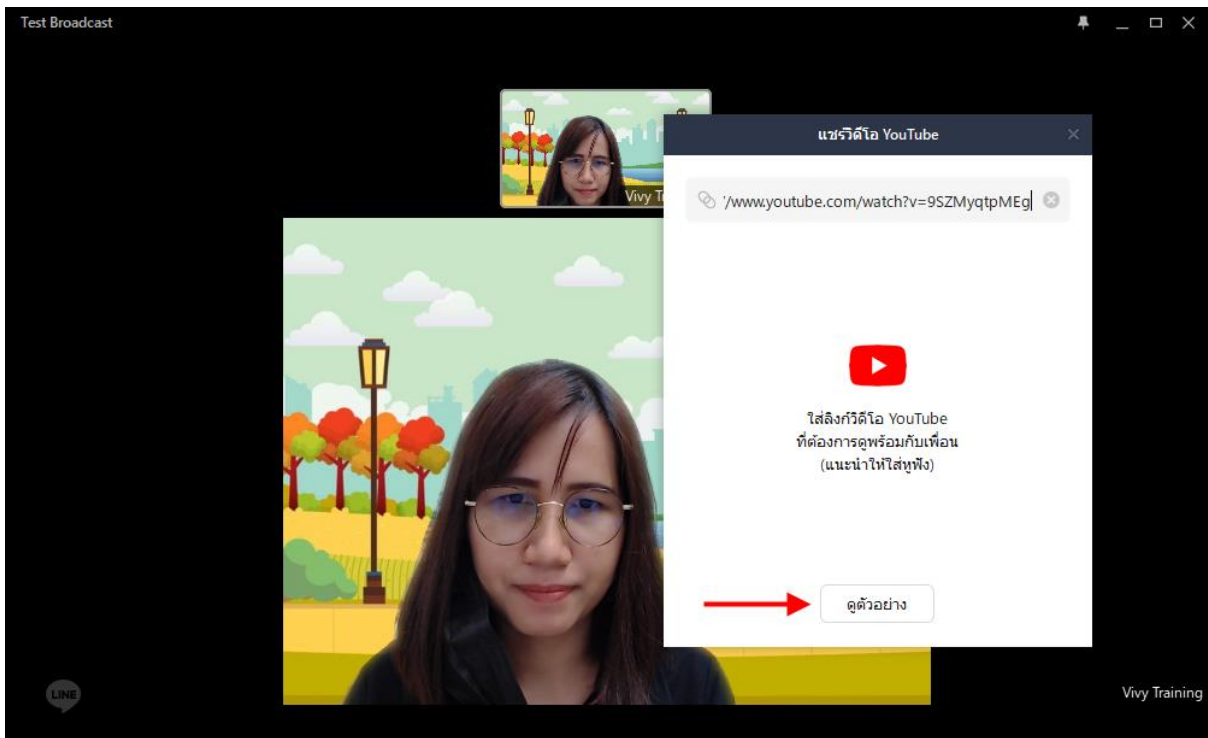 Test Broadcast
Vivy T
แชร์วิดีโอ YouTube
'/www.youtube.com/watch?v=9SZMyqtpMEg
ใส่ลิงก์วิดีโอ YouTube
ที่ต้องการดูพร้อมกับเพื่อน
(แนะนำให้ใส่หูฟัง)
ดูตัวอย่าง
LINE
Vivy Training